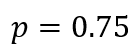 p = 0.75